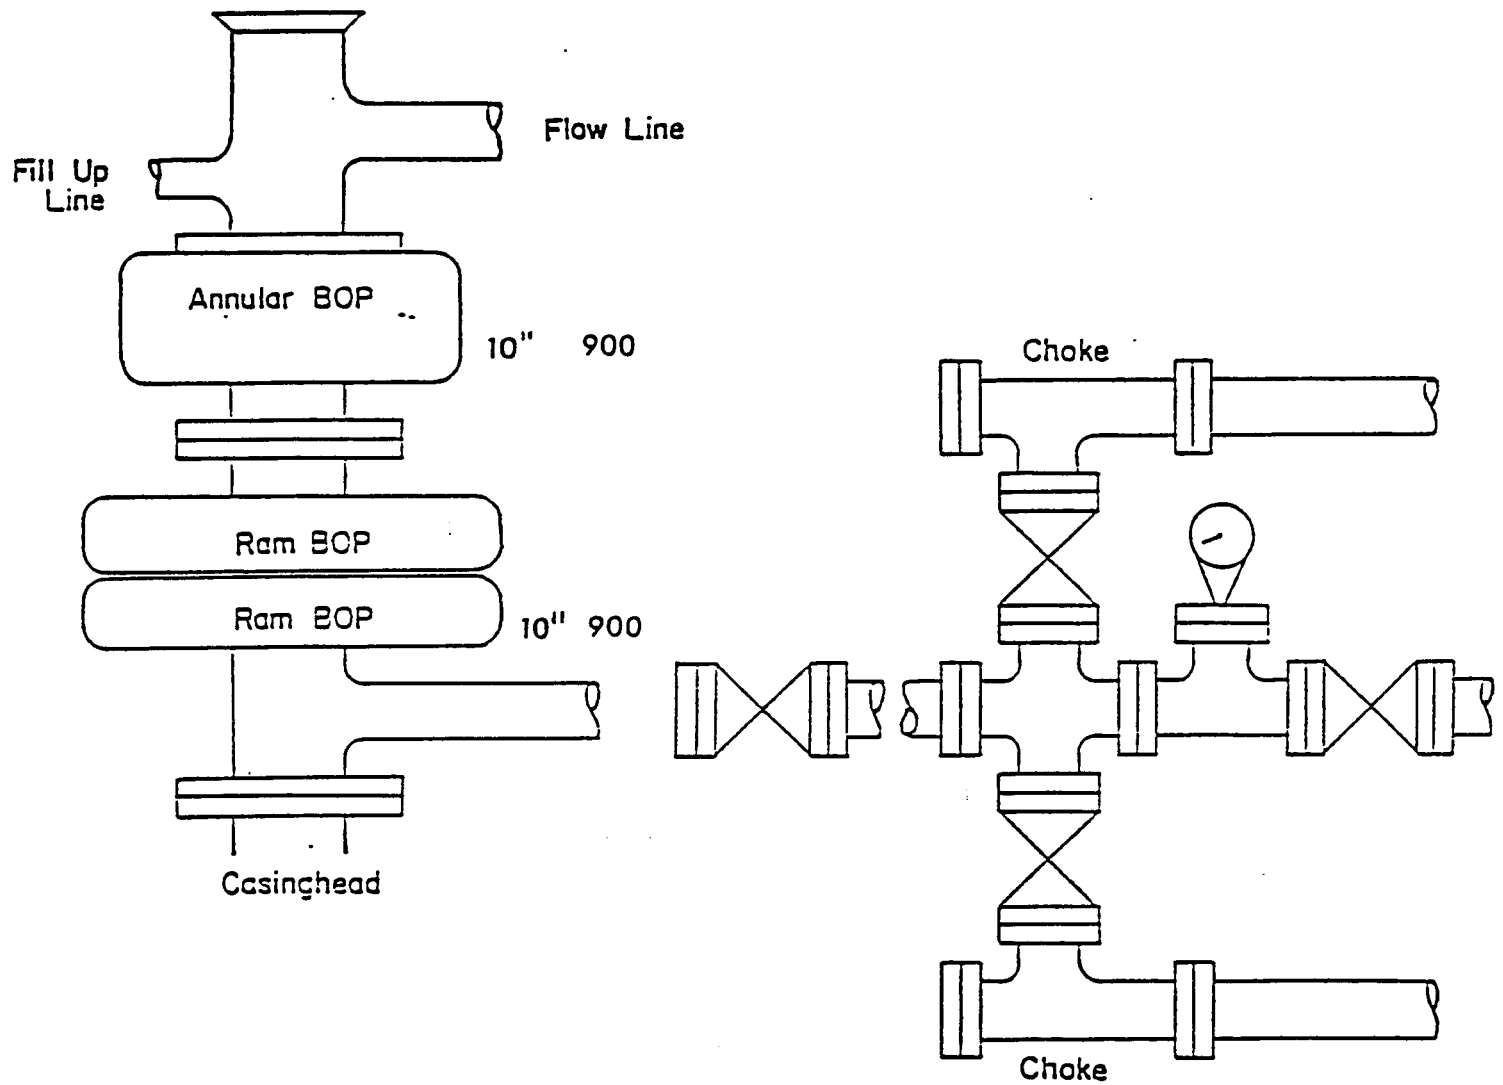 Flow Line
Fill Up
Line
Annular BOP
10" 900
Choke
Ram BOP
Ram BOP
10" 900
Casinghead
Choke